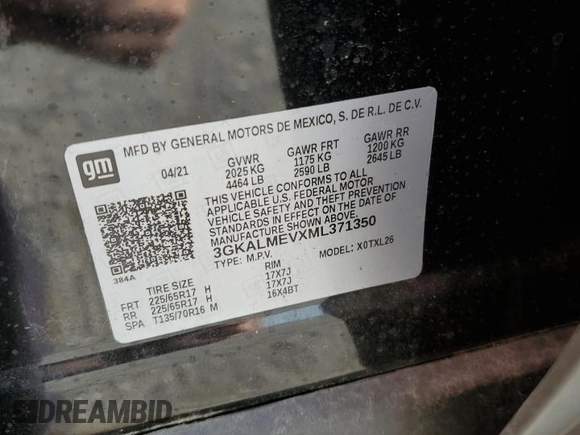 MFD BY GENERAL MOTORS DE MEXICO, S. DE R.L. DE C.V.
gm
04/21 GVWR GAWR FRT GAWR RR
2025 KG 1175 KG 1200 KG
4464 LB 2590 LB 2645 LB
THIS VEHICLE CONFORMS TO ALL
APPLICABLE U.S. FEDERAL MOTOR
VEHICLE SAFETY AND THEFT PREVENTION
STANDARDS IN EFFECT ON THE DATE OF
MANUFACTURE SHOWN ABOVE.
3GKALMEVXML371350
TYPE: M.P.V. MODEL: X0TXL26
384A
TIRE SIZE RIM
FRT 225/65R17 H 17X7J
RR 225/65R17 H 17X7J
SPA T135/70R16 M 16X4BT
DREAMBID